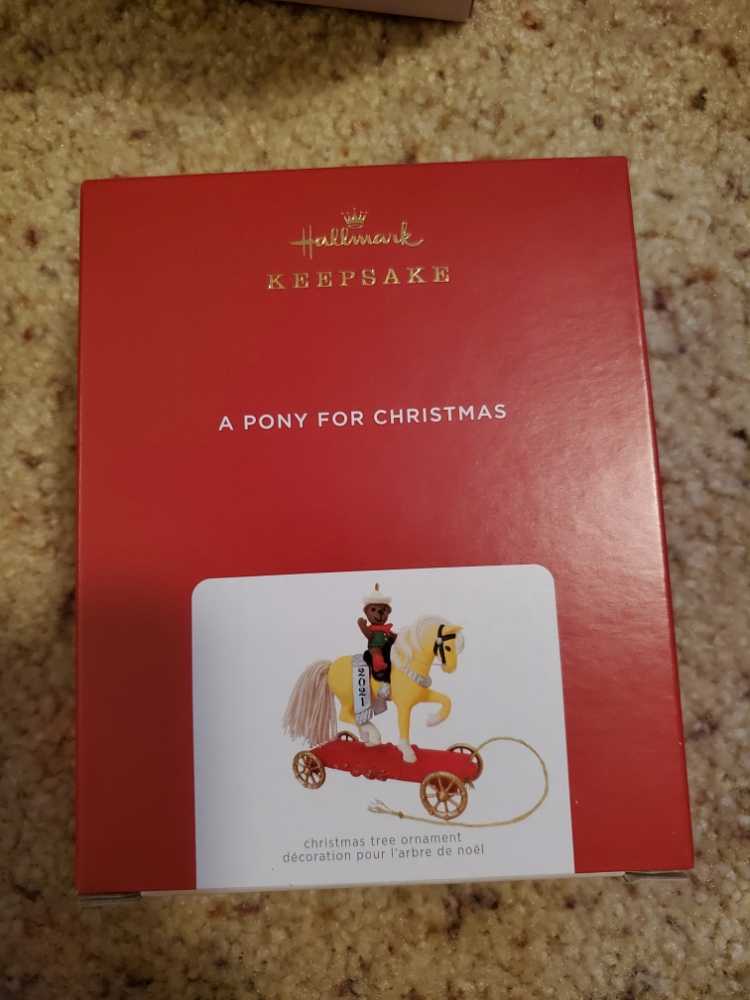 Hallmark
KEEPSAKE
A PONY FOR CHRISTMAS
2021
christmas tree ornament
décoration pour l'arbre de noël